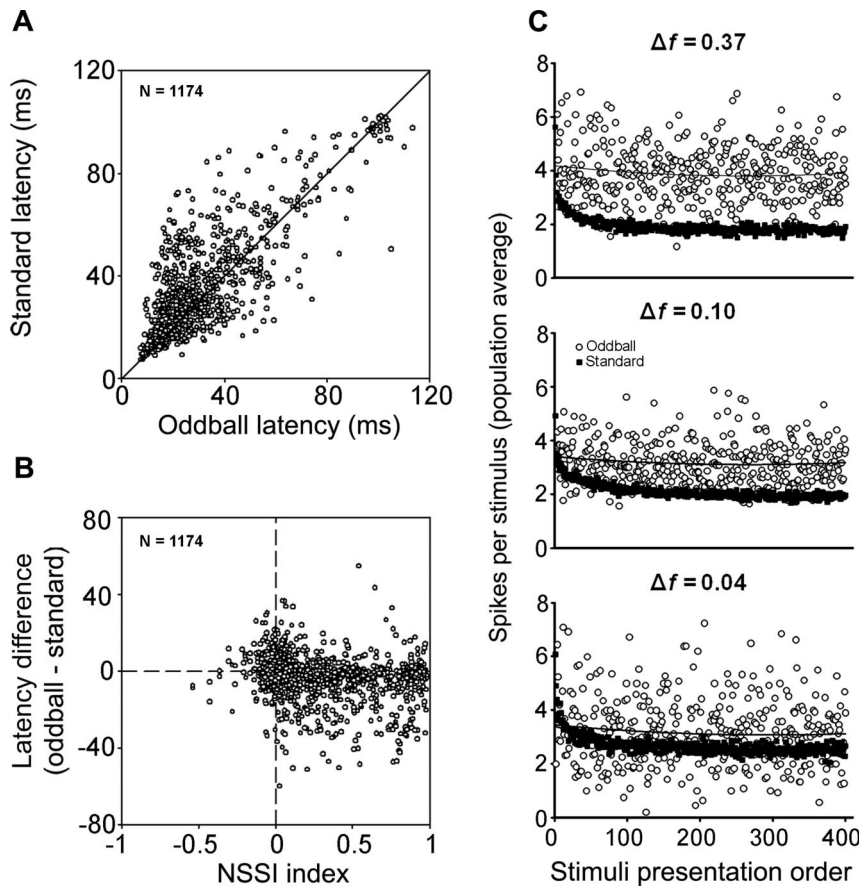 A
N = 1174
120
80
40
0
0
40
80
120
Standard latency (ms)
Oddball latency (ms)
B
N = 1174
80
40
0
-40
-80
-1
-0.5
0
0.5
1
Latency difference
(oddball - standard)
NSSI index
C
Δf = 0.37
8
6
4
2
0
Δf = 0.10
Oddball
Standard
8
6
4
2
0
Δf = 0.04
8
6
4
2
0
0
100
200
300
400
Spikes per stimulus (population average)
Stimuli presentation order